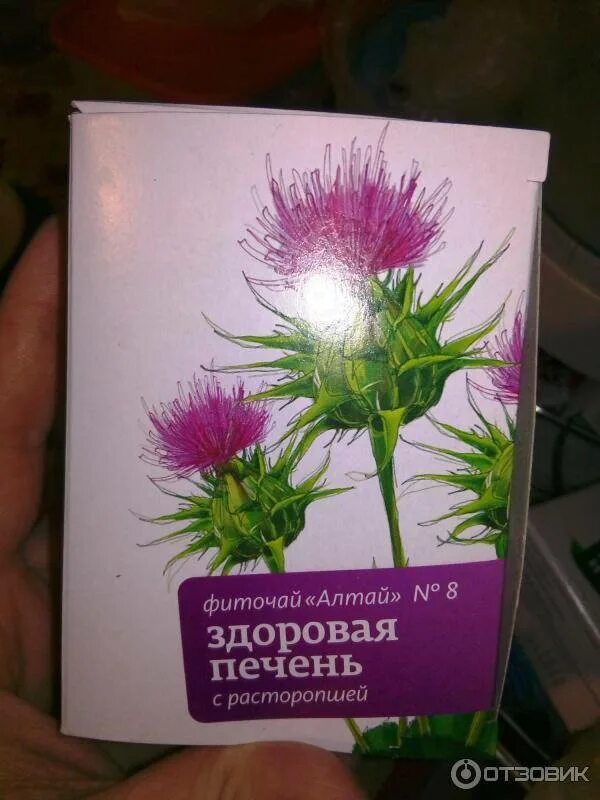 фиточай «Алтай» № 8
здоровая
печень
с расторопшей
ОТЗОВИК